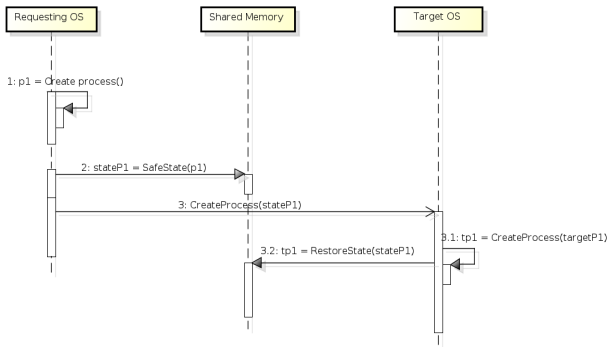 Requesting OS
Shared Memory
Target OS
1: p1 = Create process()
2: stateP1 = SafeState(p1)
3: CreateProcess(stateP1)
3.1: tp1 = CreateProcess(targetP1)
3.2: tp1 = RestoreState(stateP1)